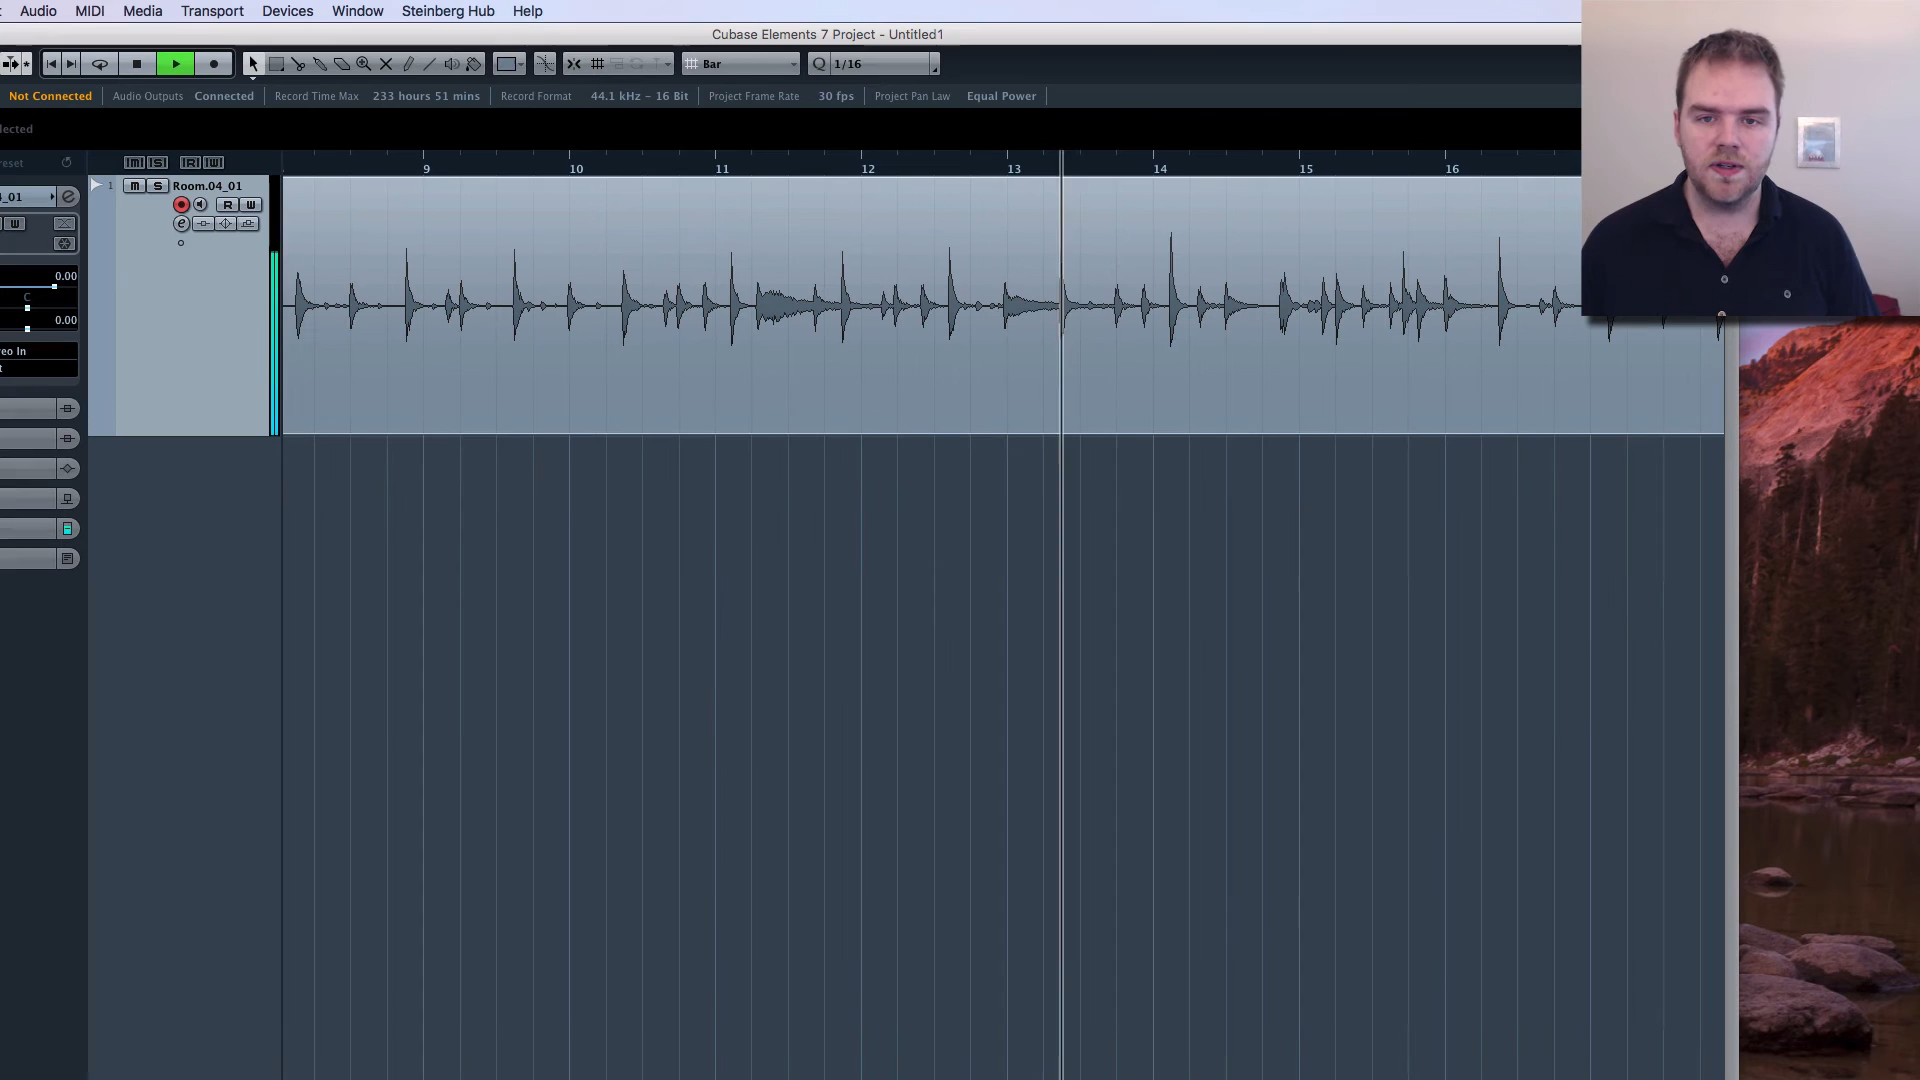 Audio MIDI Media Transport Devices Window Steinberg Hub Help
Cubase Elements 7 Project - Untitled1
Bar
Q 1/16
Not Connected Audio Outputs Connected Record Time Max 233 hours 51 mins Record Format 44.1 kHz - 16 Bit Project Frame Rate 30 fps Project Pan Law Equal Power
lected
reset
M S R W
9 10 11 12 13 14 15 16
1 M S Room.04_01
_01
R W
W
e
0.00
C
0.00
eo In
t